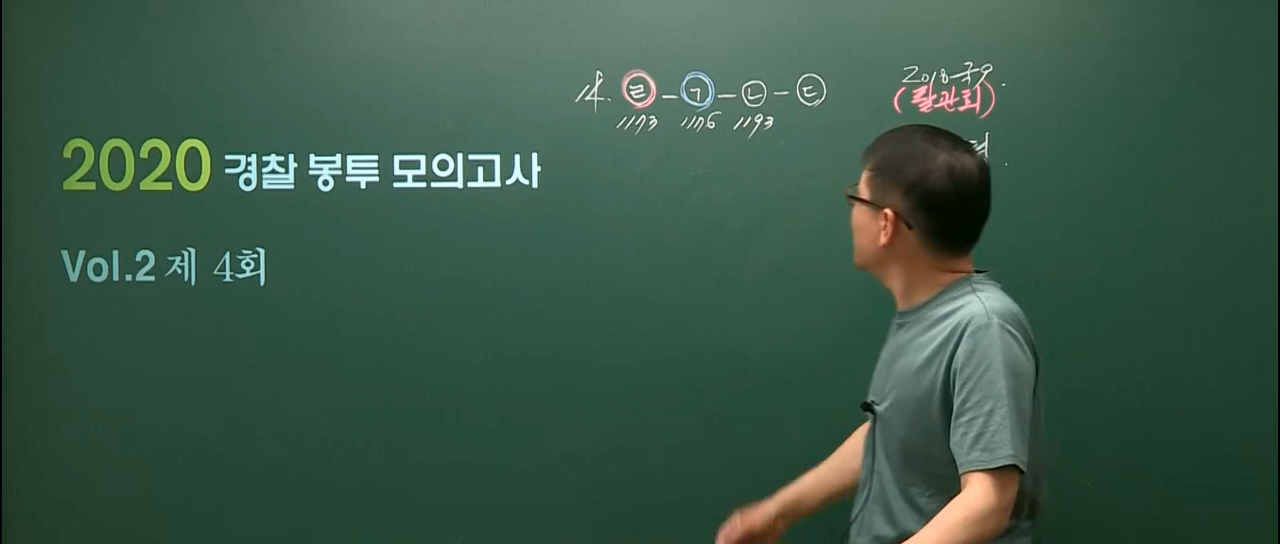 2020 경찰 봉투 모의고사
Vol.2 제 4회
14. ㄹ - ㄱ - ㄴ - ㄷ
1173 1176 1193
2018 국9.
(팔관회)